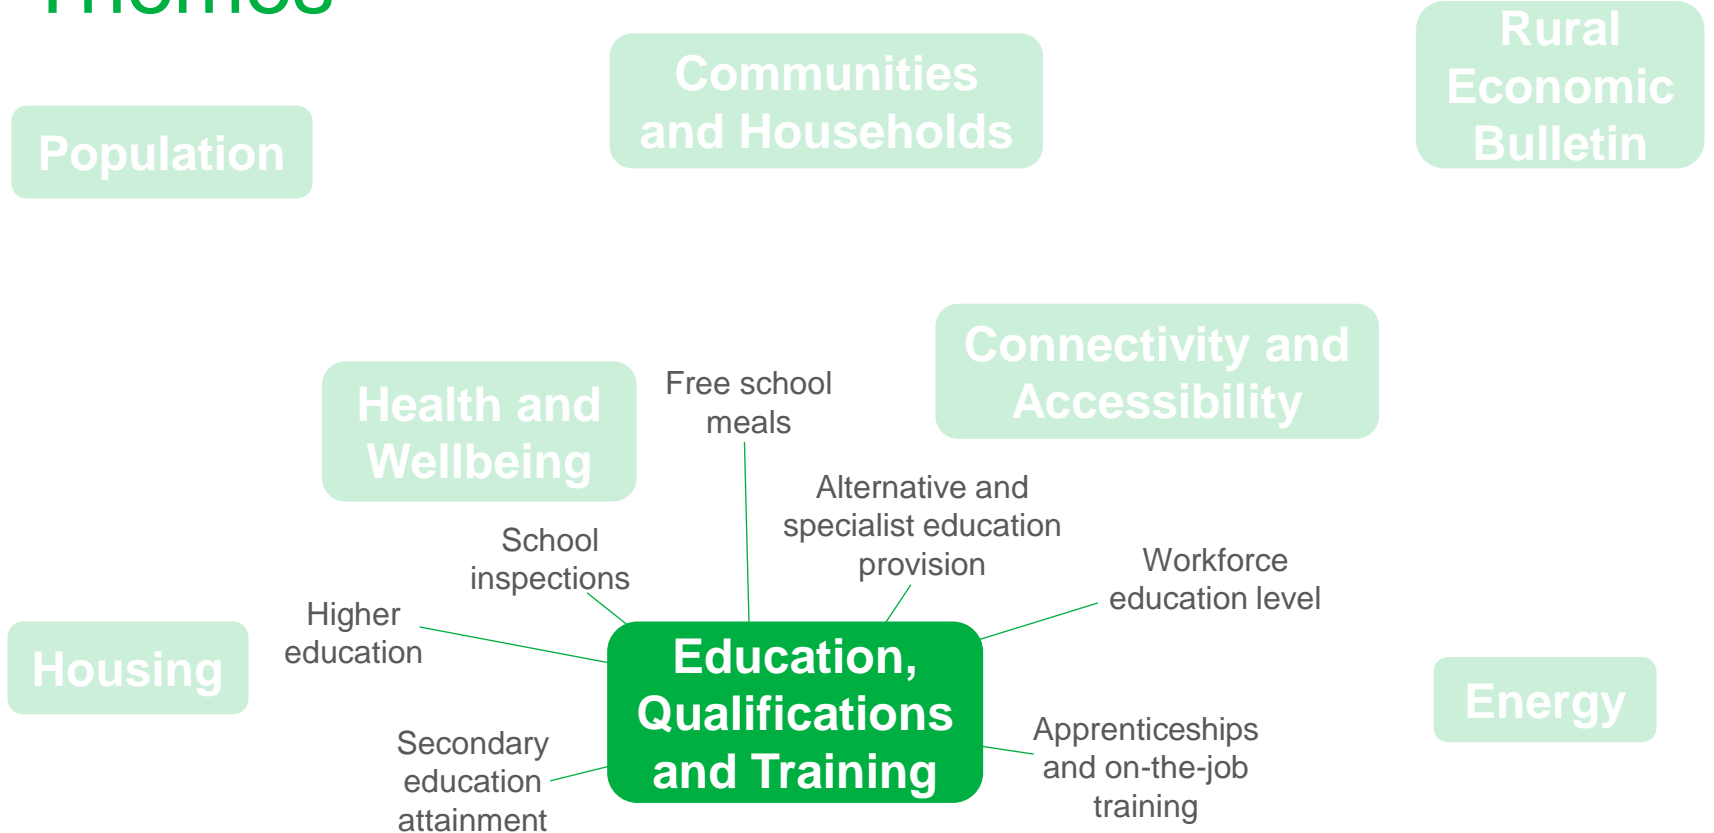 Themes
Population
Communities
and Households
Rural
Economic
Bulletin
Health and
Wellbeing
Connectivity and
Accessibility
Free school
meals
Alternative and
specialist education
provision
School
inspections
Workforce
education level
Higher
education
Housing
Education,
Qualifications
and Training
Energy
Secondary
education
attainment
Apprenticeships
and on-the-job
training